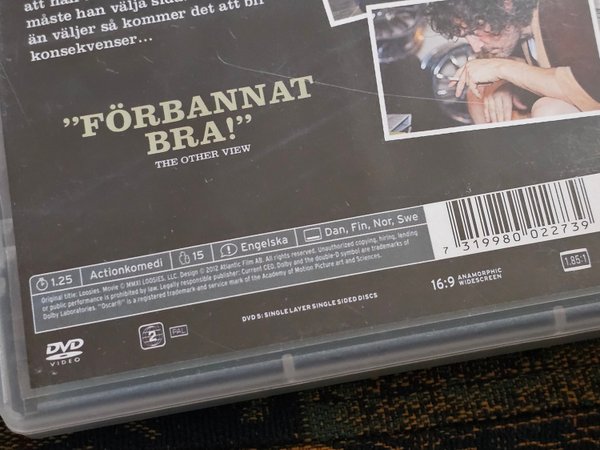 att han
måste han välja sida.
än väljer så kommer det att bli
konsekvenser...
"FÖRBANNAT
BRA!"
THE OTHER VIEW
1.25 Actionkomedi 15 Engelska Dan, Fin, Nor, Swe
Original title: Loosies. Movie © MMXI LOOSIES, LLC. Design © 2012 Atlantic Film AB. All rights reserved. Unauthorized copying, hiring, lending
or public performance is prohibited by law. Legally responsible publisher: Current CEO. Dolby and the double-D symbol are trademarks of
Dolby Laboratories. "Oscar®" is a registered trademark and service mark of the Academy of Motion Picture art and Sciences.
7 319980 022739
DVD 5: SINGLE LAYER SINGLE SIDED DISCS
16:9 ANAMORPHIC
WIDESCREEN
1.85:1
DVD
VIDEO
2
PAL